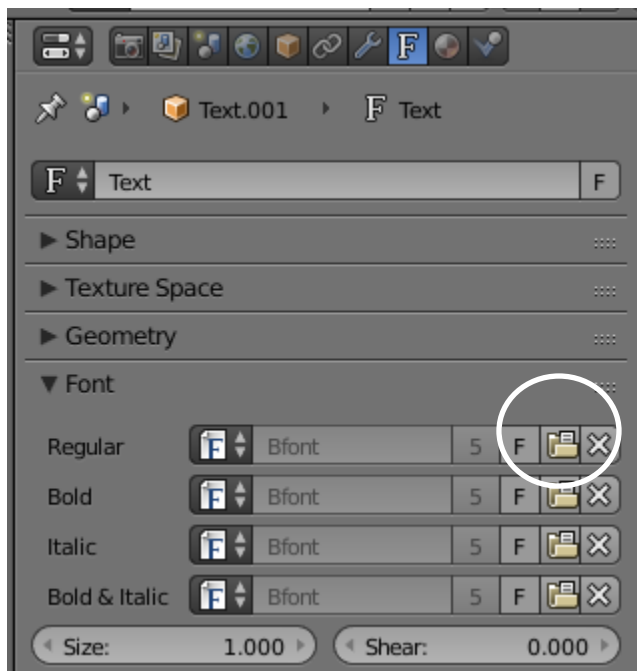 F
Text.001 F Text
F Text F
Shape
Texture Space
Geometry
Font
Regular F Bfont 5 F
Bold F Bfont 5 F
Italic F Bfont 5 F
Bold & Italic F Bfont 5 F
Size: 1.000 Shear: 0.000